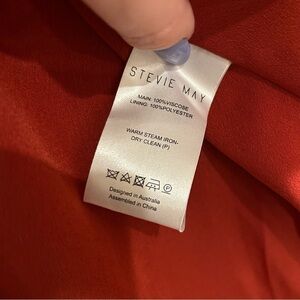 STEVIE MAY
MAIN: 100%VISCOSE
LINING: 100%POLYESTER
WARM STEAM IRON-
DRY CLEAN (P)
P
Designed in Australia
Assembled in China